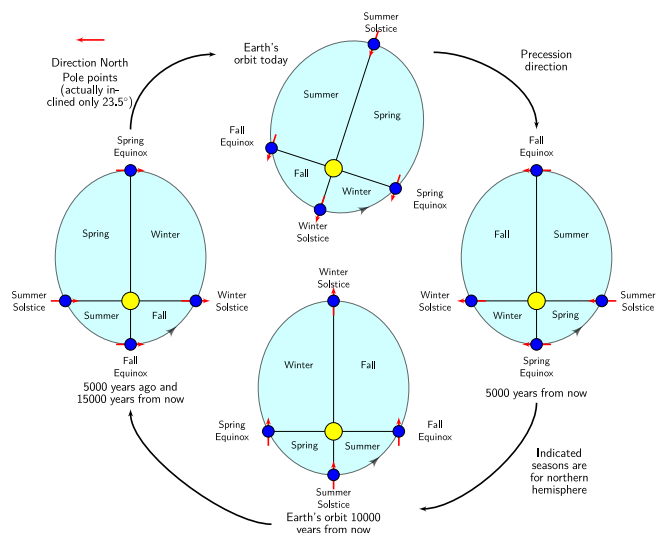 Direction North
Pole points
(actually in-
clined only 23.5°)
Earth's
orbit today
Summer
Solstice
Summer
Spring
Fall
Equinox
Fall
Winter
Winter
Solstice
Spring
Equinox
Precession
direction
Spring
Equinox
Spring
Winter
Summer
Solstice
Summer
Fall
Winter
Solstice
Fall
Equinox
5000 years ago and
15000 years from now
Fall
Equinox
Fall
Summer
Winter
Solstice
Winter
Spring
Summer
Solstice
Spring
Equinox
5000 years from now
Winter
Solstice
Winter
Fall
Spring
Equinox
Spring
Summer
Fall
Equinox
Summer
Solstice
Earth's orbit 10000
years from now
Indicated
seasons are
for northern
hemisphere